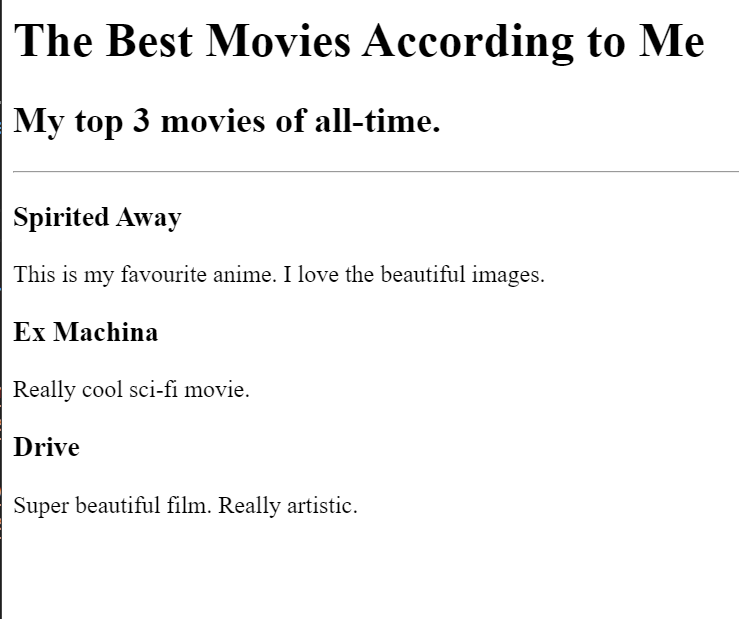 The Best Movies According to Me
My top 3 movies of all-time.
Spirited Away
This is my favourite anime. I love the beautiful images.
Ex Machina
Really cool sci-fi movie.
Drive
Super beautiful film. Really artistic.